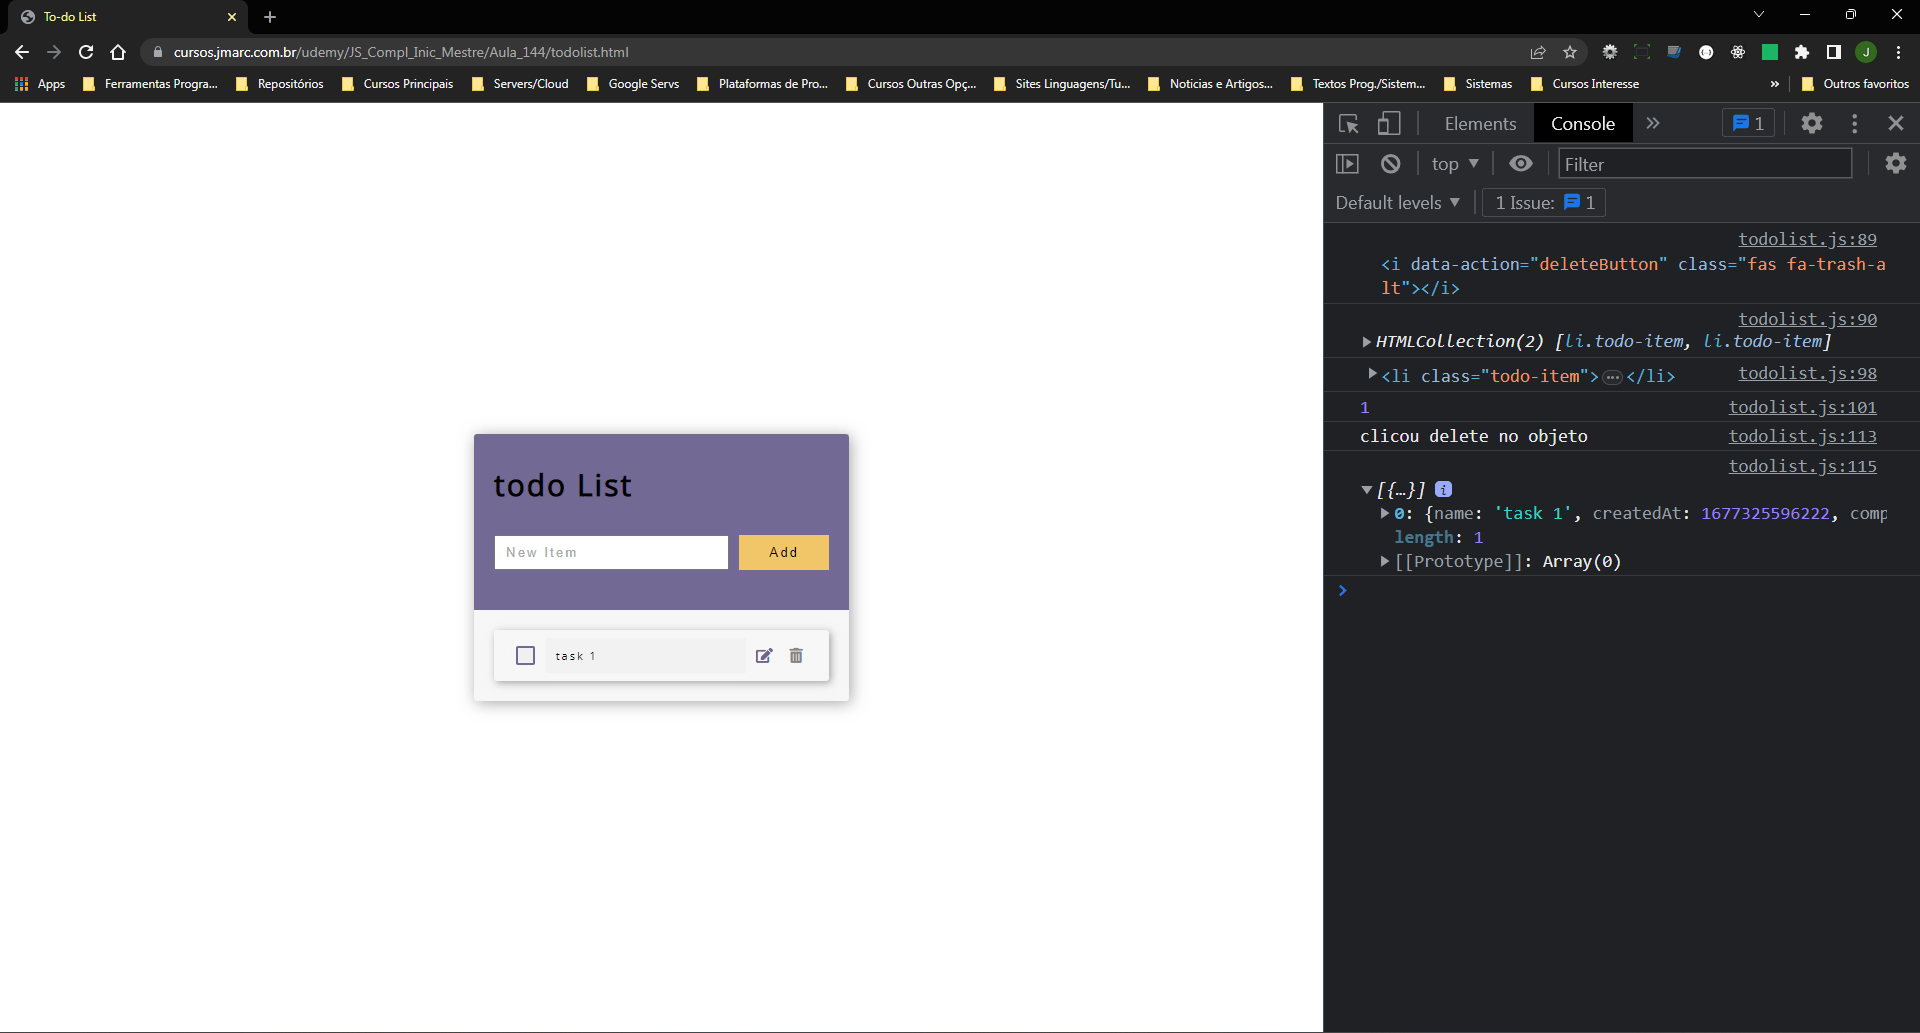 To-do List
cursos.jmarc.com.br/udemy/JS_Compl_Inic_Mestre/Aula_144/todolist.html
J
Apps Ferramentas Progra... Repositórios Cursos Principais Servers/Cloud Google Servs Plataformas de Pro... Cursos Outras Opç... Sites Linguagens/Tu... Noticias e Artigos... Textos Prog./Sistem... Sistemas Cursos Interesse » Outros favoritos
Elements Console » 1
top Filter
Default levels 1 Issue: 1
todolist.js:89
<i data-action="deleteButton" class="fas fa-trash-a
lt"></i>
todolist.js:90
HTMLCollection(2) [li.todo-item, li.todo-item]
<li class="todo-item">…</li> todolist.js:98
1 todolist.js:101
clicou delete no objeto todolist.js:113
todolist.js:115
[{…}] i
0: {name: 'task 1', createdAt: 1677325596222, comp
length: 1
[[Prototype]]: Array(0)
todo List
New Item Add
task 1